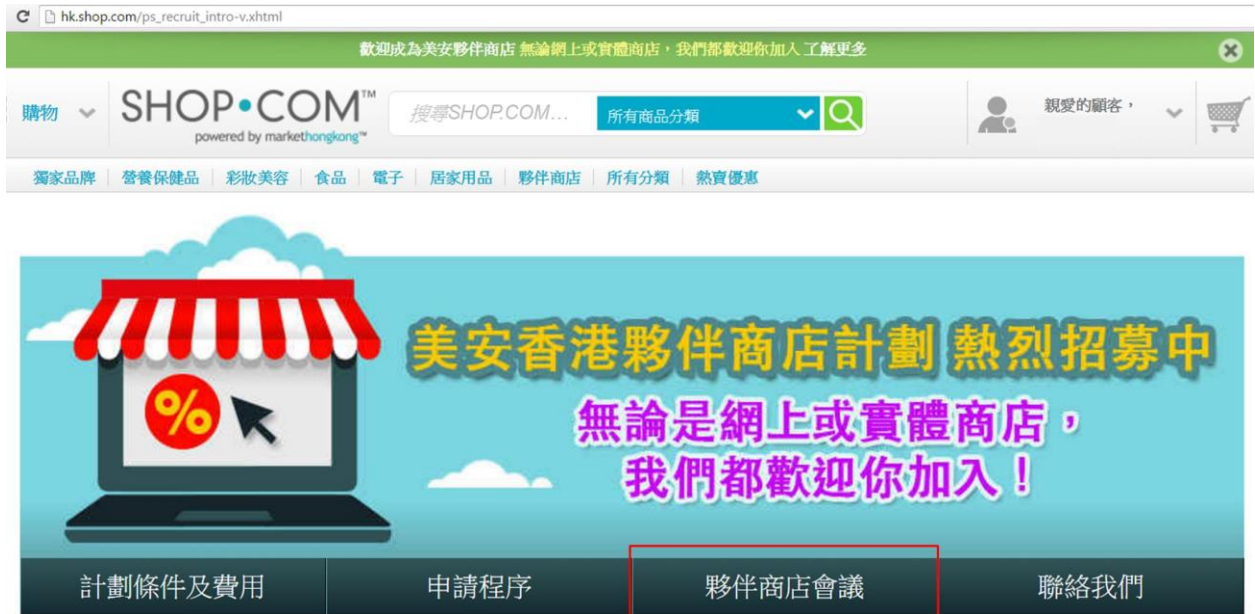 hk.shop.com/ps_recruit_intro-v.xhtml
歡迎成為美安夥伴商店 無論網上或實體商店，我們都歡迎你加入 了解更多
購物
SHOP•COM™
powered by markethongkong™
搜尋SHOP.COM...
所有商品分類
親愛的顧客，
獨家品牌 營養保健品 彩妝美容 食品 電子 居家用品 夥伴商店 所有分類 熱賣優惠
美安香港夥伴商店計劃 熱烈招募中
%
無論是網上或實體商店，
我們都歡迎你加入！
計劃條件及費用 申請程序 夥伴商店會議 聯絡我們